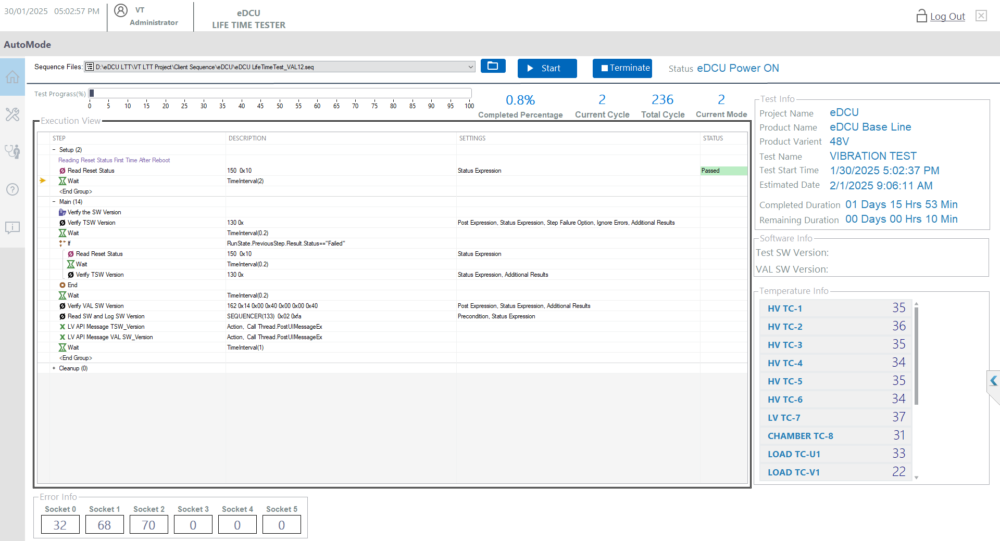 30/01/2025 05:02:57 PM
VT
Administrator
eDCU
LIFE TIME TESTER
Log Out
AutoMode
Sequence Files: D:\eDCU LTT\VT LTT Project\Client Sequence\eDCU\eDCU LifeTimeTest_VAL12.seq
Start
Terminate
Status eDCU Power ON
Test Prograss(%)
0 5 10 15 20 25 30 35 40 45 50 55 60 65 70 75 80 85 90 95 100
0.8% 2 236 2
Completed Percentage Current Cycle Total Cycle Current Mode
Execution View
STEP DESCRIPTION SETTINGS STATUS
− Setup (2)
Reading Reset Status First Time After Reboot
Read Reset Status 150 0x10 Status Expression Passed
Wait TimeInterval(2)
<End Group>
− Main (14)
Verify the SW Version
Verify TSW Version 130 0x Post Expression, Status Expression, Step Failure Option, Ignore Errors, Additional Results
Wait TimeInterval(0.2)
If RunState.PreviousStep.Result.Status=="Failed"
Read Reset Status 150 0x10 Status Expression
Wait TimeInterval(0.2)
Verify TSW Version 130 0x Status Expression, Additional Results
End
Wait TimeInterval(0.2)
Verify VAL SW Version 162 0x14 0x00 0x40 0x00 0x00 0x40 Post Expression, Status Expression, Additional Results
Read SW and Log SW Version SEQUENCER(133) 0x02 0xfa Precondition, Status Expression
LV API Message TSW_Version Action, Call Thread.PostUIMessageEx
LV API Message VAL SW_Version Action, Call Thread.PostUIMessageEx
Wait TimeInterval(1)
<End Group>
+ Cleanup (0)
Test Info
Project Name eDCU
Product Name eDCU Base Line
Product Varient 48V
Test Name VIBRATION TEST
Test Start Time 1/30/2025 5:02:37 PM
Estimated Date 2/1/2025 9:06:11 AM
Completed Duration 01 Days 15 Hrs 53 Min
Remaining Duration 00 Days 00 Hrs 10 Min
Software Info
Test SW Version:
VAL SW Version:
Temperature Info
HV TC-1 35
HV TC-2 36
HV TC-3 35
HV TC-4 34
HV TC-5 35
HV TC-6 34
LV TC-7 37
CHAMBER TC-8 31
LOAD TC-U1 33
LOAD TC-V1 22
Error Info
Socket 0 Socket 1 Socket 2 Socket 3 Socket 4 Socket 5
32 68 70 0 0 0